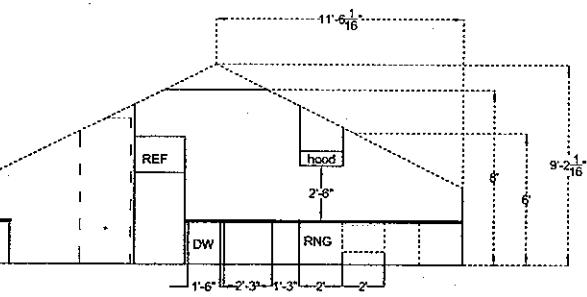 11'-6 1/16"
REF
hood
8'
9'-2 1/16"
2'-6"
6'
DW
RNG
1'-6" 2'-3" 1'-3" 2' 2'